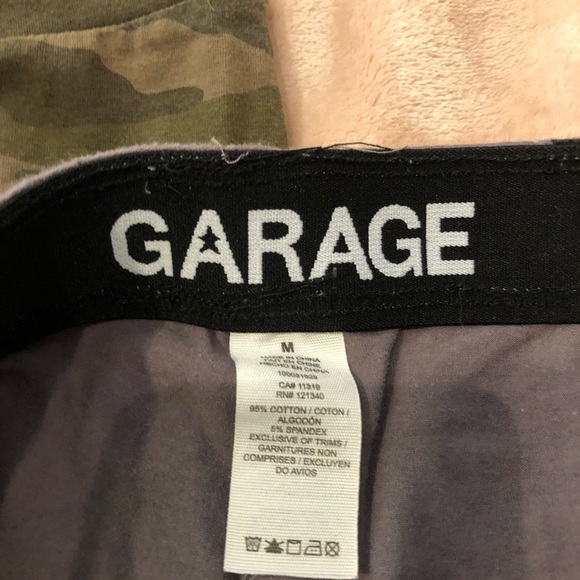 GARAGE
M
MADE IN CHINA
FAIT EN CHINE
HECHO EN CHINA
100031629
CA# 11319
RN# 121340
95% COTTON / COTON /
ALGODÓN
5% SPANDEX
EXCLUSIVE OF TRIMS /
GARNITURES NON
COMPRISES / EXCLUYEN
DO AVIOS